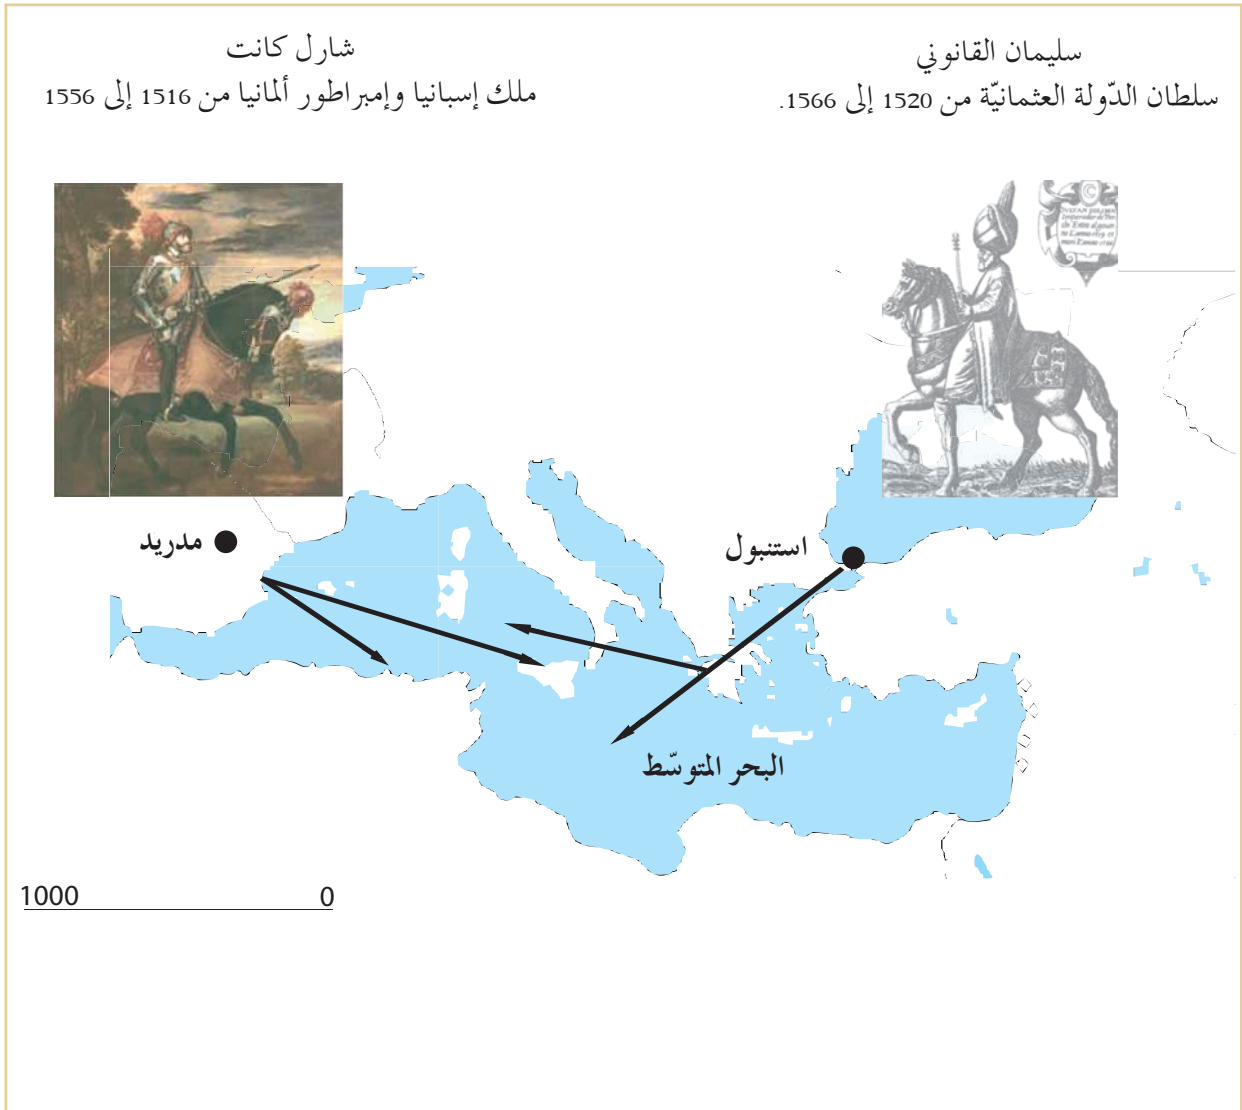 سليمان القانوني
سلطان الدّولة العثمانيّة من 1520 إلى 1566.
شارل كانت
ملك إسبانيا وإمبراطور ألمانيا من 1516 إلى 1556
مدريد
استنبول
البحر المتوسّط
1000
0